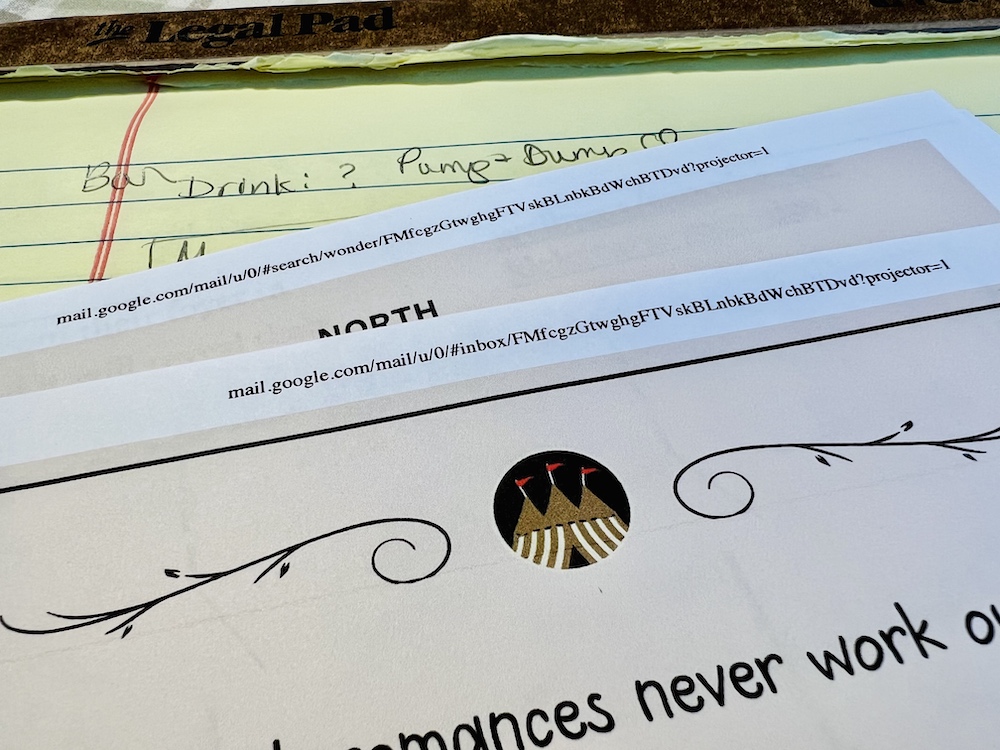 the Legal Pad
Bar Drink: ? Pump + Dump
mail.google.com/mail/u/0/#search/wonder/FMfcgzGtwghgFTVskBLnbkBdWchBTDvd?projector=1
NORTH
mail.google.com/mail/u/0/#inbox/FMfcgzGtwghgFTVskBLnbkBdWchBTDvd?projector=1
never work